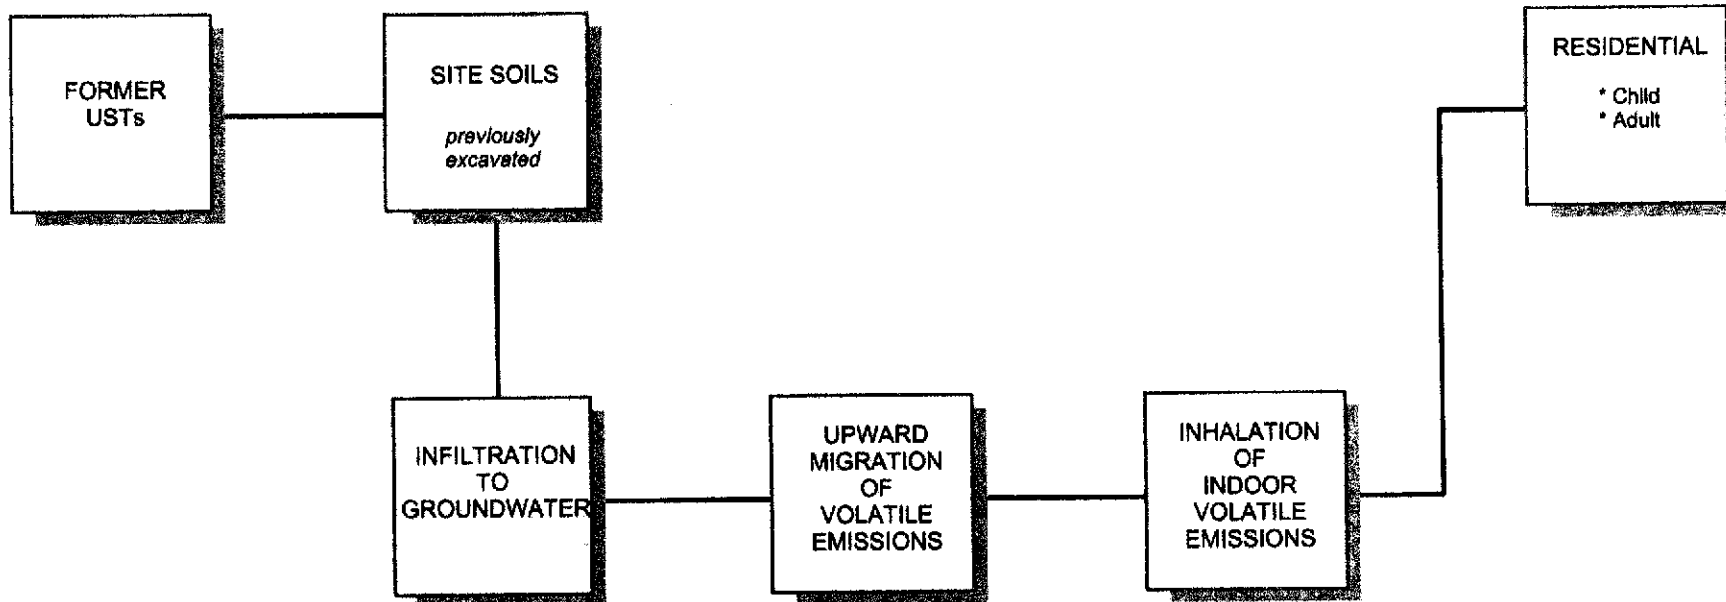 FORMER
USTs
SITE SOILS
previously
excavated
RESIDENTIAL
* Child
* Adult
INFILTRATION
TO
GROUNDWATER
UPWARD
MIGRATION
OF
VOLATILE
EMISSIONS
INHALATION
OF
INDOOR
VOLATILE
EMISSIONS